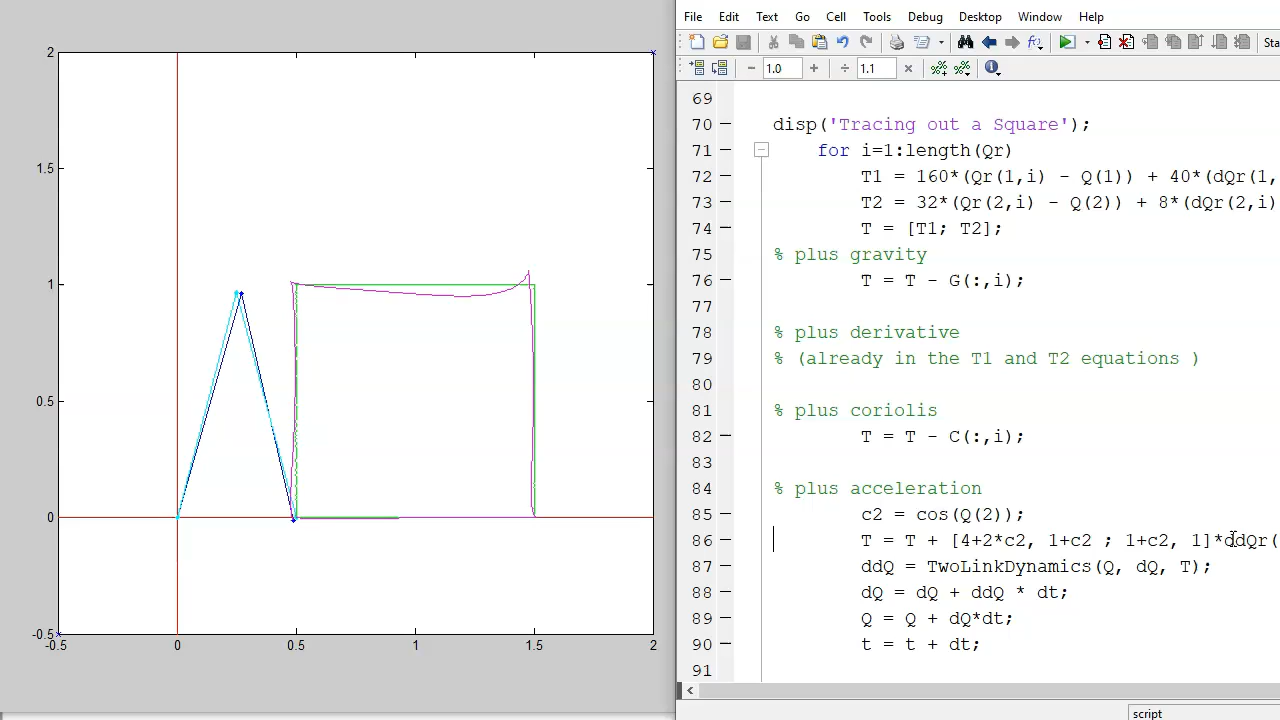 File Edit Text Go Cell Tools Debug Desktop Window Help
1.0 1.1
69
70 disp('Tracing out a Square');
71 for i=1:length(Qr)
72 T1 = 160*(Qr(1,i) - Q(1)) + 40*(dQr(1,
73 T2 = 32*(Qr(2,i) - Q(2)) + 8*(dQr(2,i)
74 T = [T1; T2];
75 % plus gravity
76 T = T - G(:,i);
77
78 % plus derivative
79 % (already in the T1 and T2 equations )
80
81 % plus coriolis
82 T = T - C(:,i);
83
84 % plus acceleration
85 c2 = cos(Q(2));
86 T = T + [4+2*c2, 1+c2 ; 1+c2, 1]*ddQr(
87 ddQ = TwoLinkDynamics(Q, dQ, T);
88 dQ = dQ + ddQ * dt;
89 Q = Q + dQ*dt;
90 t = t + dt;
91
script
2
1.5
1
0.5
0
-0.5
-0.5 0 0.5 1 1.5 2